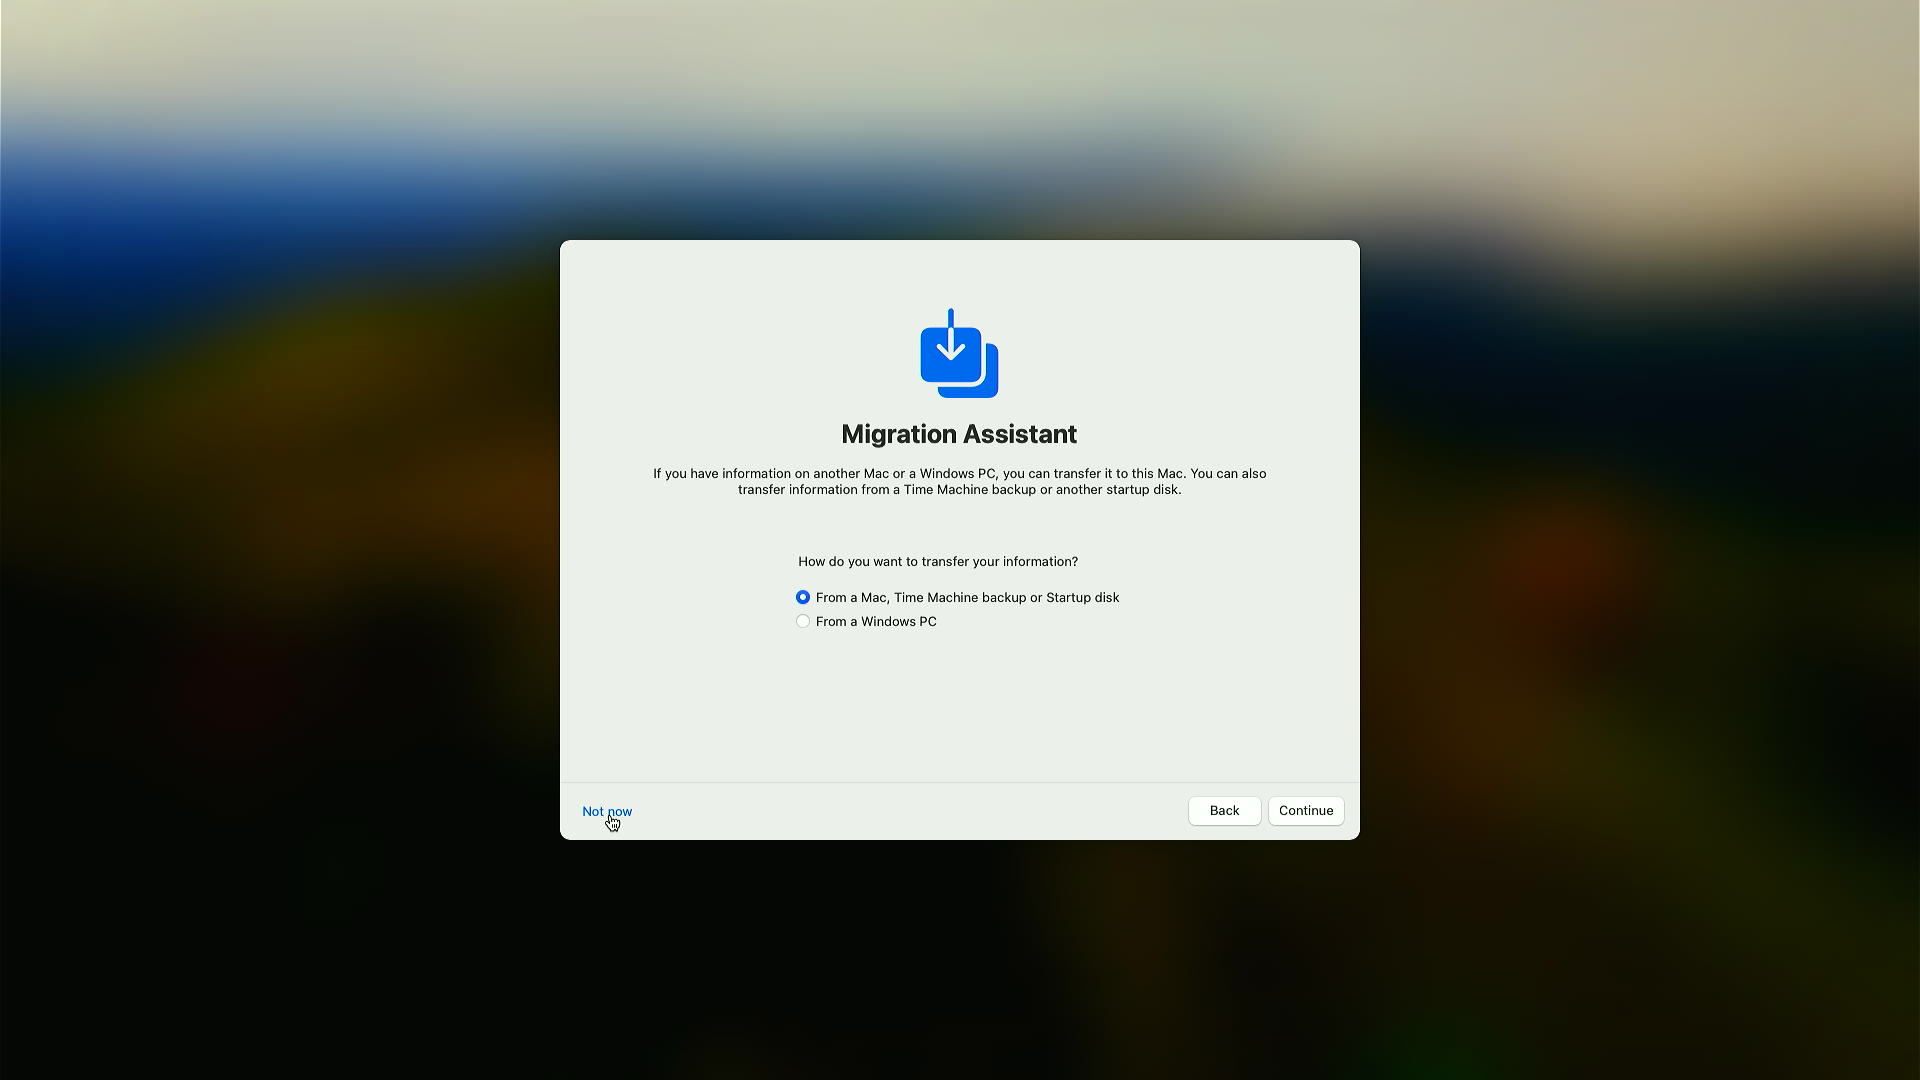 Migration Assistant
If you have information on another Mac or a Windows PC, you can transfer it to this Mac. You can also
transfer information from a Time Machine backup or another startup disk.
How do you want to transfer your information?
From a Mac, Time Machine backup or Startup disk
From a Windows PC
Not now
Back
Continue